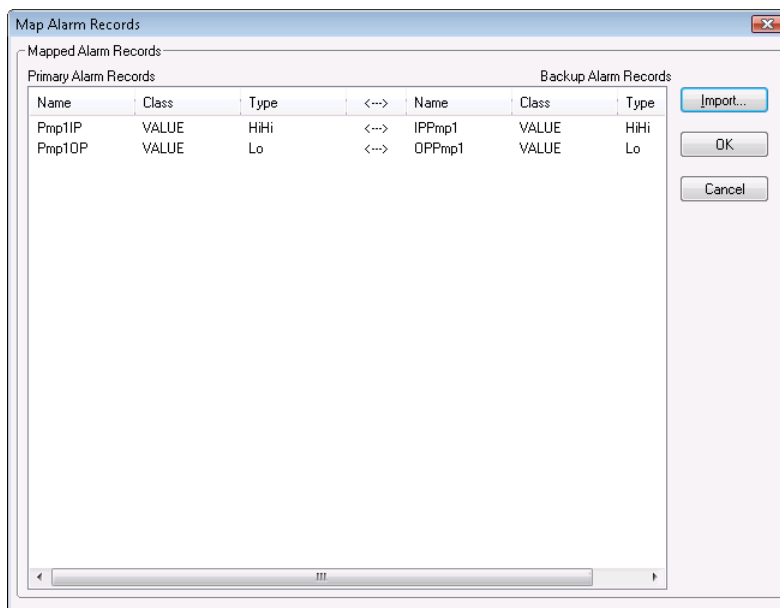 Map Alarm Records
Mapped Alarm Records
Primary Alarm Records Backup Alarm Records
Name Class Type <---> Name Class Type
Pmp1IP VALUE HiHi <---> IPPmp1 VALUE HiHi
Pmp1OP VALUE Lo <---> OPPmp1 VALUE Lo
Import...
OK
Cancel